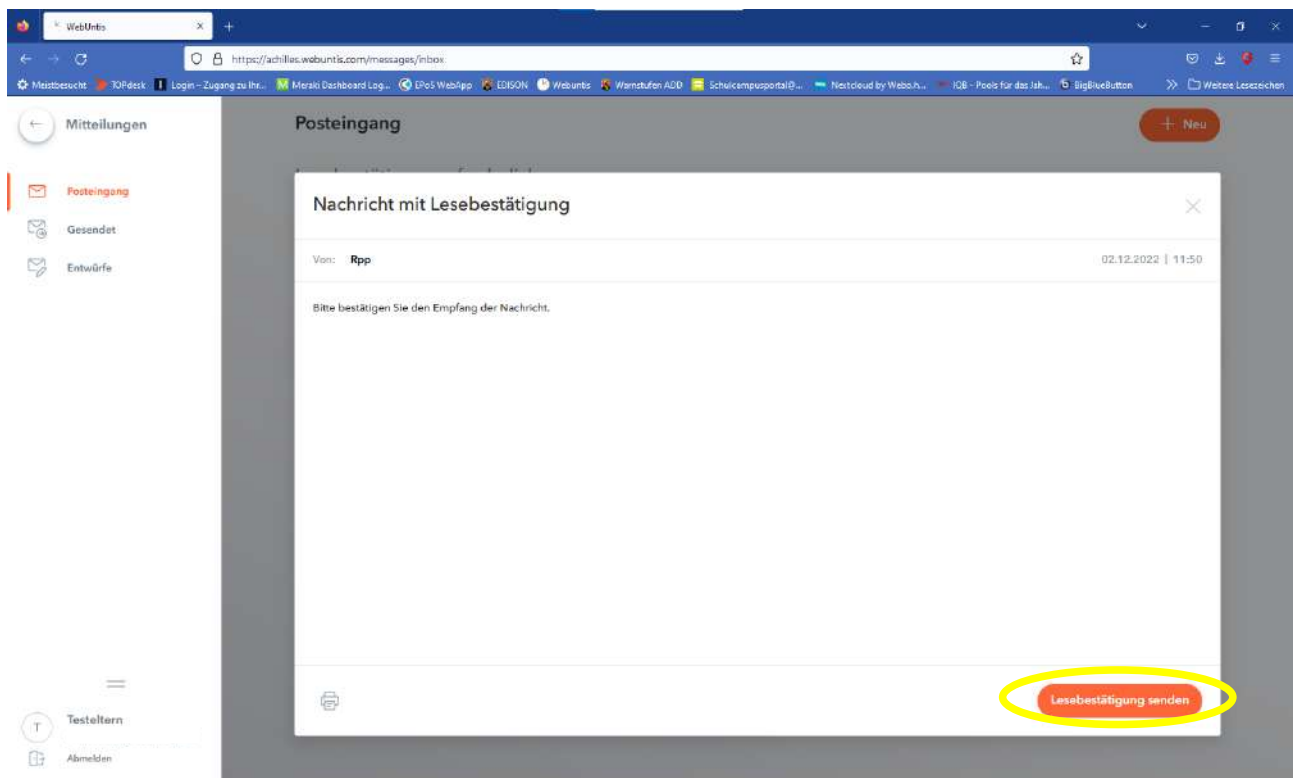 WebUntis
https://achilles.webuntis.com/messages/inbox
Meistbesucht TOPdesk Login – Zugang zu Ihr... Meraki Dashboard Log... EPoS WebApp EDISON Webuntis Warnstufen ADD Schulcampusportal@... Nextcloud by Webo.h... IQB - Pools für das Jah... BigBlueButton Weitere Lesezeichen
Mitteilungen
Posteingang
+ Neu
Posteingang
Gesendet
Entwürfe
Nachricht mit Lesebestätigung
Von: Rpp 02.12.2022 | 11:50
Bitte bestätigen Sie den Empfang der Nachricht.
Lesebestätigung senden
T Testeltern
Abmelden